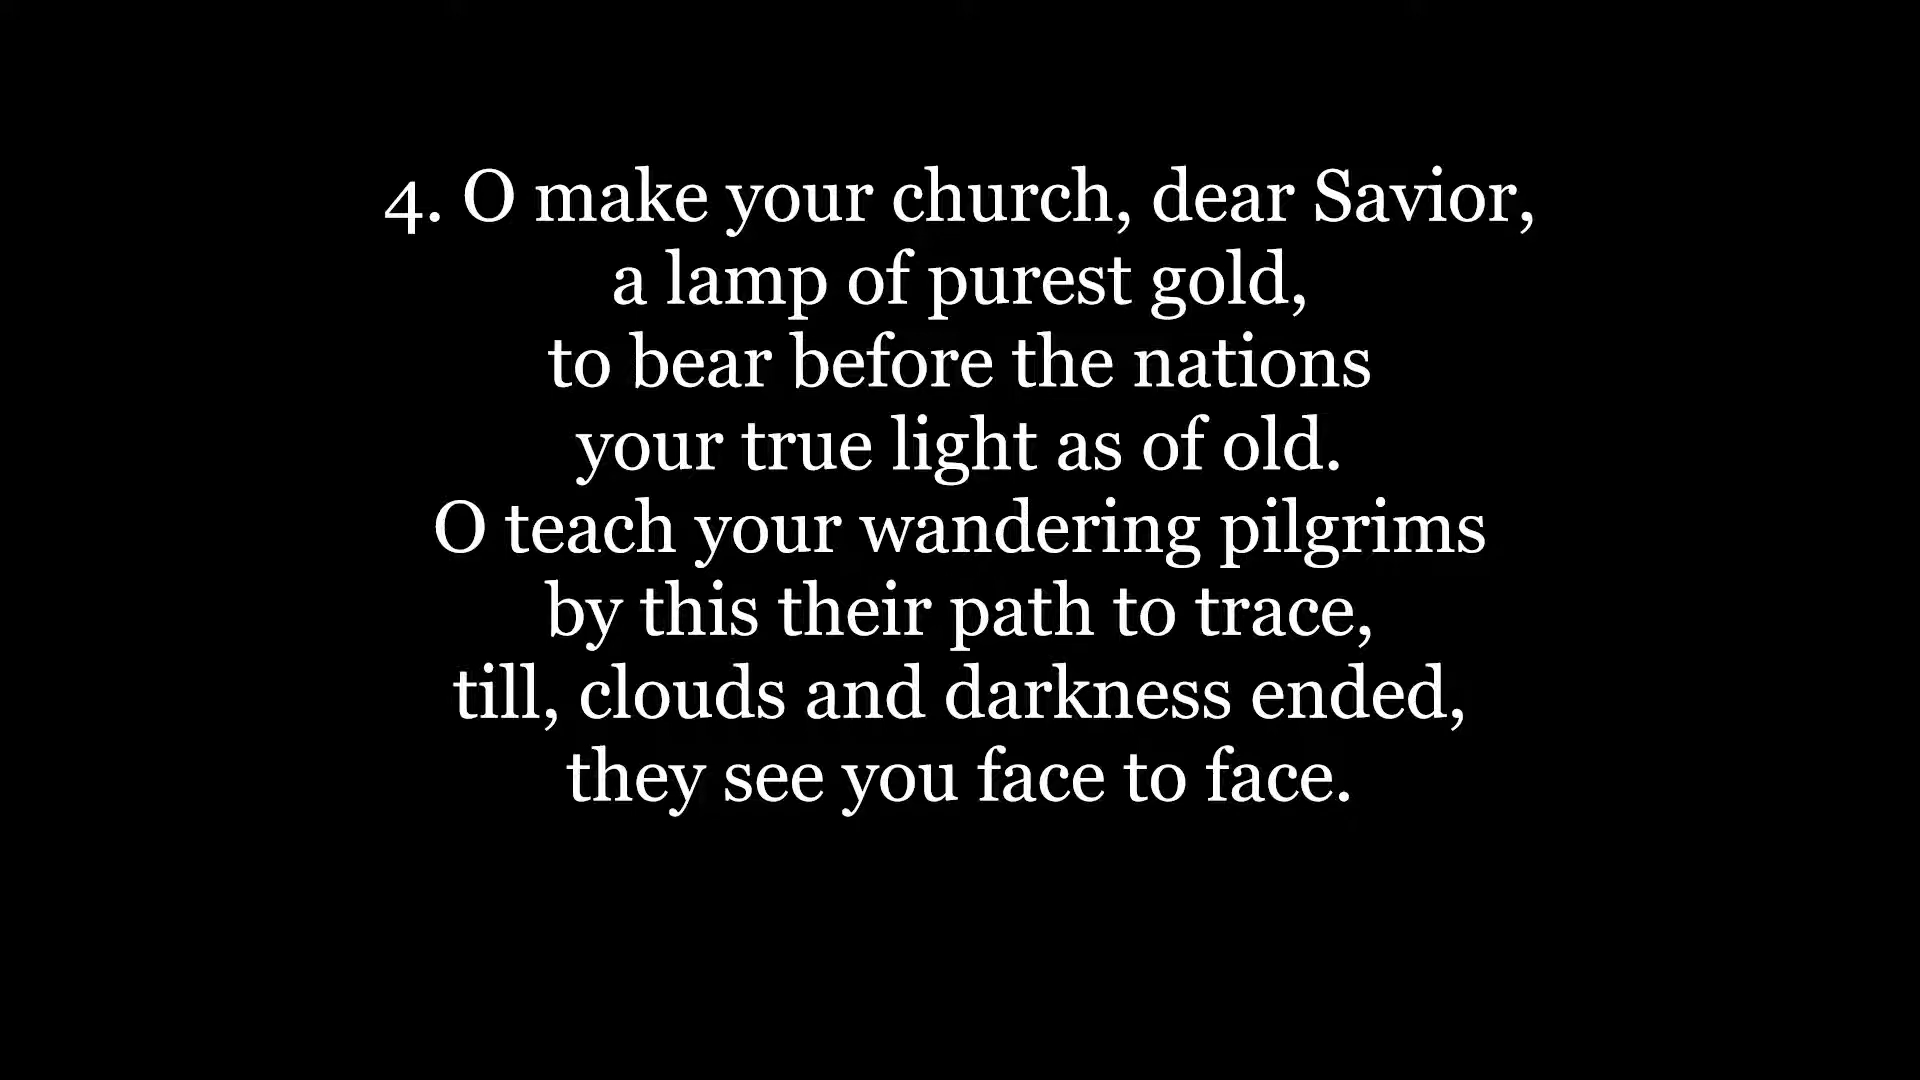 4. O make your church, dear Savior,
a lamp of purest gold,
to bear before the nations
your true light as of old.
O teach your wandering pilgrims
by this their path to trace,
till, clouds and darkness ended,
they see you face to face.